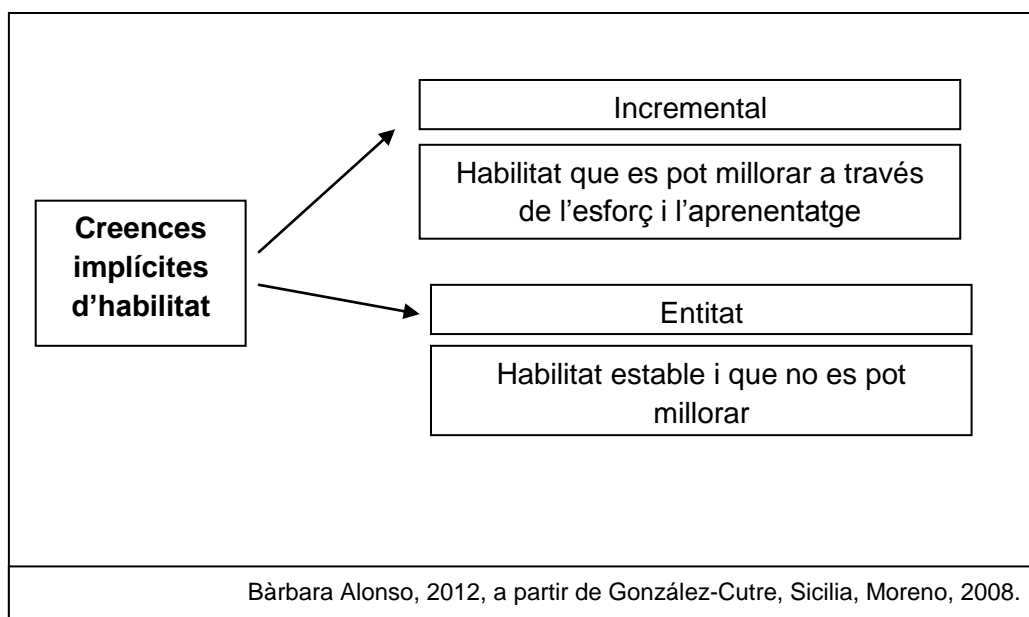 Incremental
Habilitat que es pot millorar a través
de l'esforç i l'aprenentatge
Creences
implícites
d'habilitat
Entitat
Habilitat estable i que no es pot
millorar
Bàrbara Alonso, 2012, a partir de González-Cutre, Sicilia, Moreno, 2008.